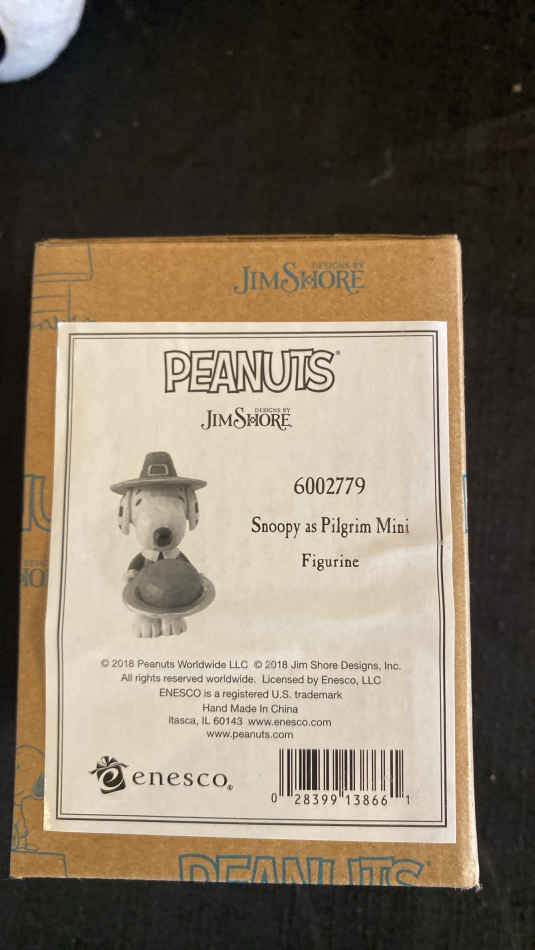 DESIGNS BY
JIM SHORE
PEANUTS®
DESIGNS BY
JIM SHORE
6002779
Snoopy as Pilgrim Mini
Figurine
© 2018 Peanuts Worldwide LLC © 2018 Jim Shore Designs, Inc.
All rights reserved worldwide. Licensed by Enesco, LLC
ENESCO is a registered U.S. trademark
Hand Made In China
Itasca, IL 60143 www.enesco.com
www.peanuts.com
enesco®
0 28399 13866 1
PEANUTS